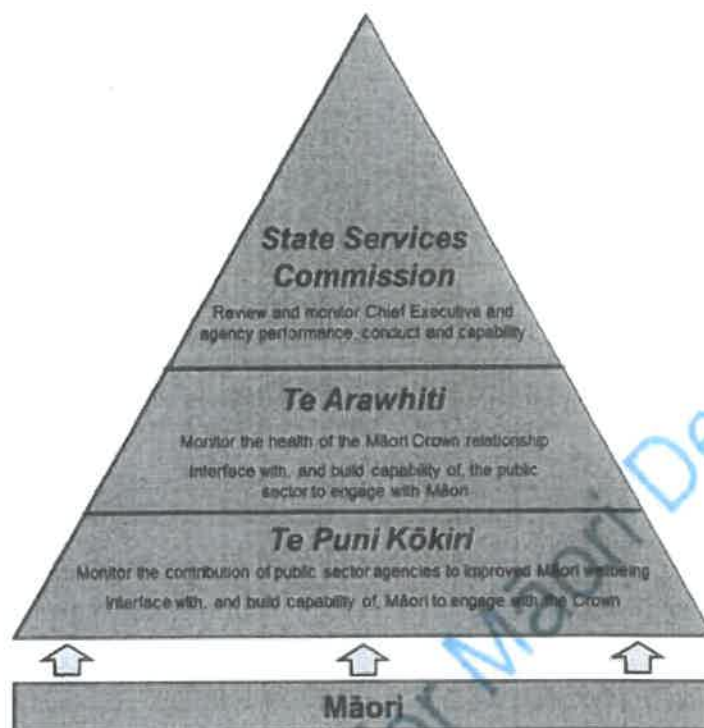 State Services
Commission
Review and monitor Chief Executive and
agency performance, conduct and capability
Te Arawhiti
Monitor the health of the Māori Crown relationship
Interface with, and build capability of, the public
sector to engage with Māori
Te Puni Kōkiri
Monitor the contribution of public sector agencies to improved Māori wellbeing
Interface with, and build capability of, Māori to engage with the Crown
Māori
or Māori De